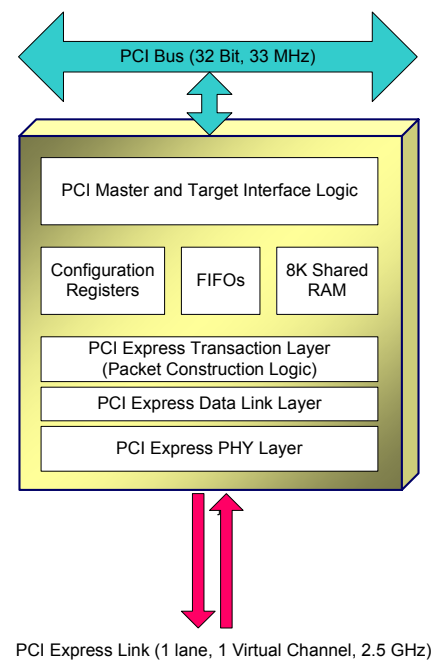 PCI Bus (32 Bit, 33 MHz)
PCI Master and Target Interface Logic
Configuration
Registers
FIFOs
8K Shared
RAM
PCI Express Transaction Layer
(Packet Construction Logic)
PCI Express Data Link Layer
PCI Express PHY Layer
PCI Express Link (1 lane, 1 Virtual Channel, 2.5 GHz)